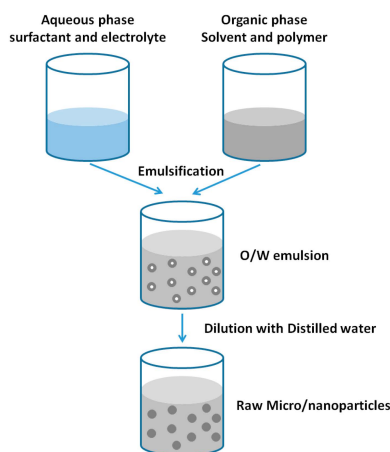 Aqueous phase
surfactant and electrolyte
Organic phase
Solvent and polymer
Emulsification
O/W emulsion
Dilution with Distilled water
Raw Micro/nanoparticles